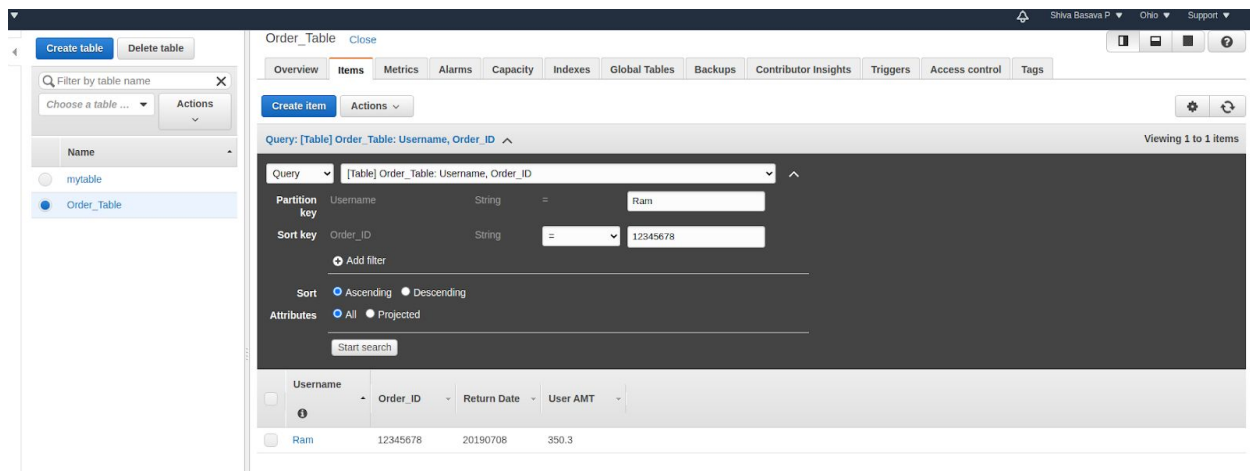 Shiva Basava P Ohio Support
Create table Delete table
Filter by table name
Choose a table ... Actions
Name
mytable
Order_Table
Order_Table Close
Overview Items Metrics Alarms Capacity Indexes Global Tables Backups Contributor Insights Triggers Access control Tags
Create item Actions
Query: [Table] Order_Table: Username, Order_ID Viewing 1 to 1 items
Query [Table] Order_Table: Username, Order_ID
Partition key Username String = Ram
Sort key Order_ID String = 12345678
Add filter
Sort Ascending Descending
Attributes All Projected
Start search
Username Order_ID Return Date User AMT
Ram 12345678 20190708 350.3